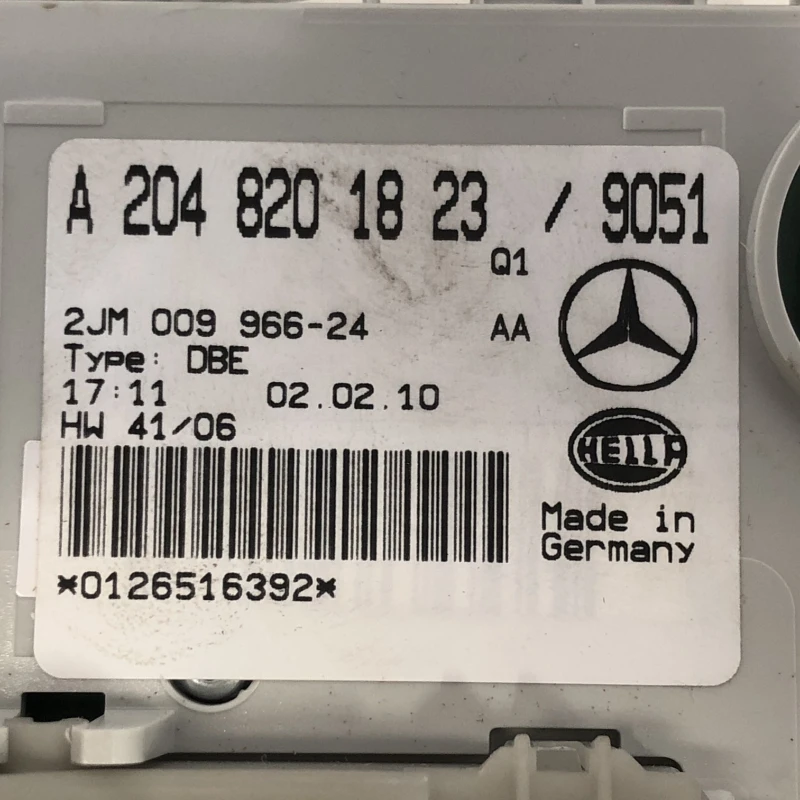 A 204 820 18 23 / 9051
Q1
2JM 009 966-24 AA
Type: DBE
17:11 02.02.10
HW 41/06
HELLA
Made in
Germany
*0126516392*